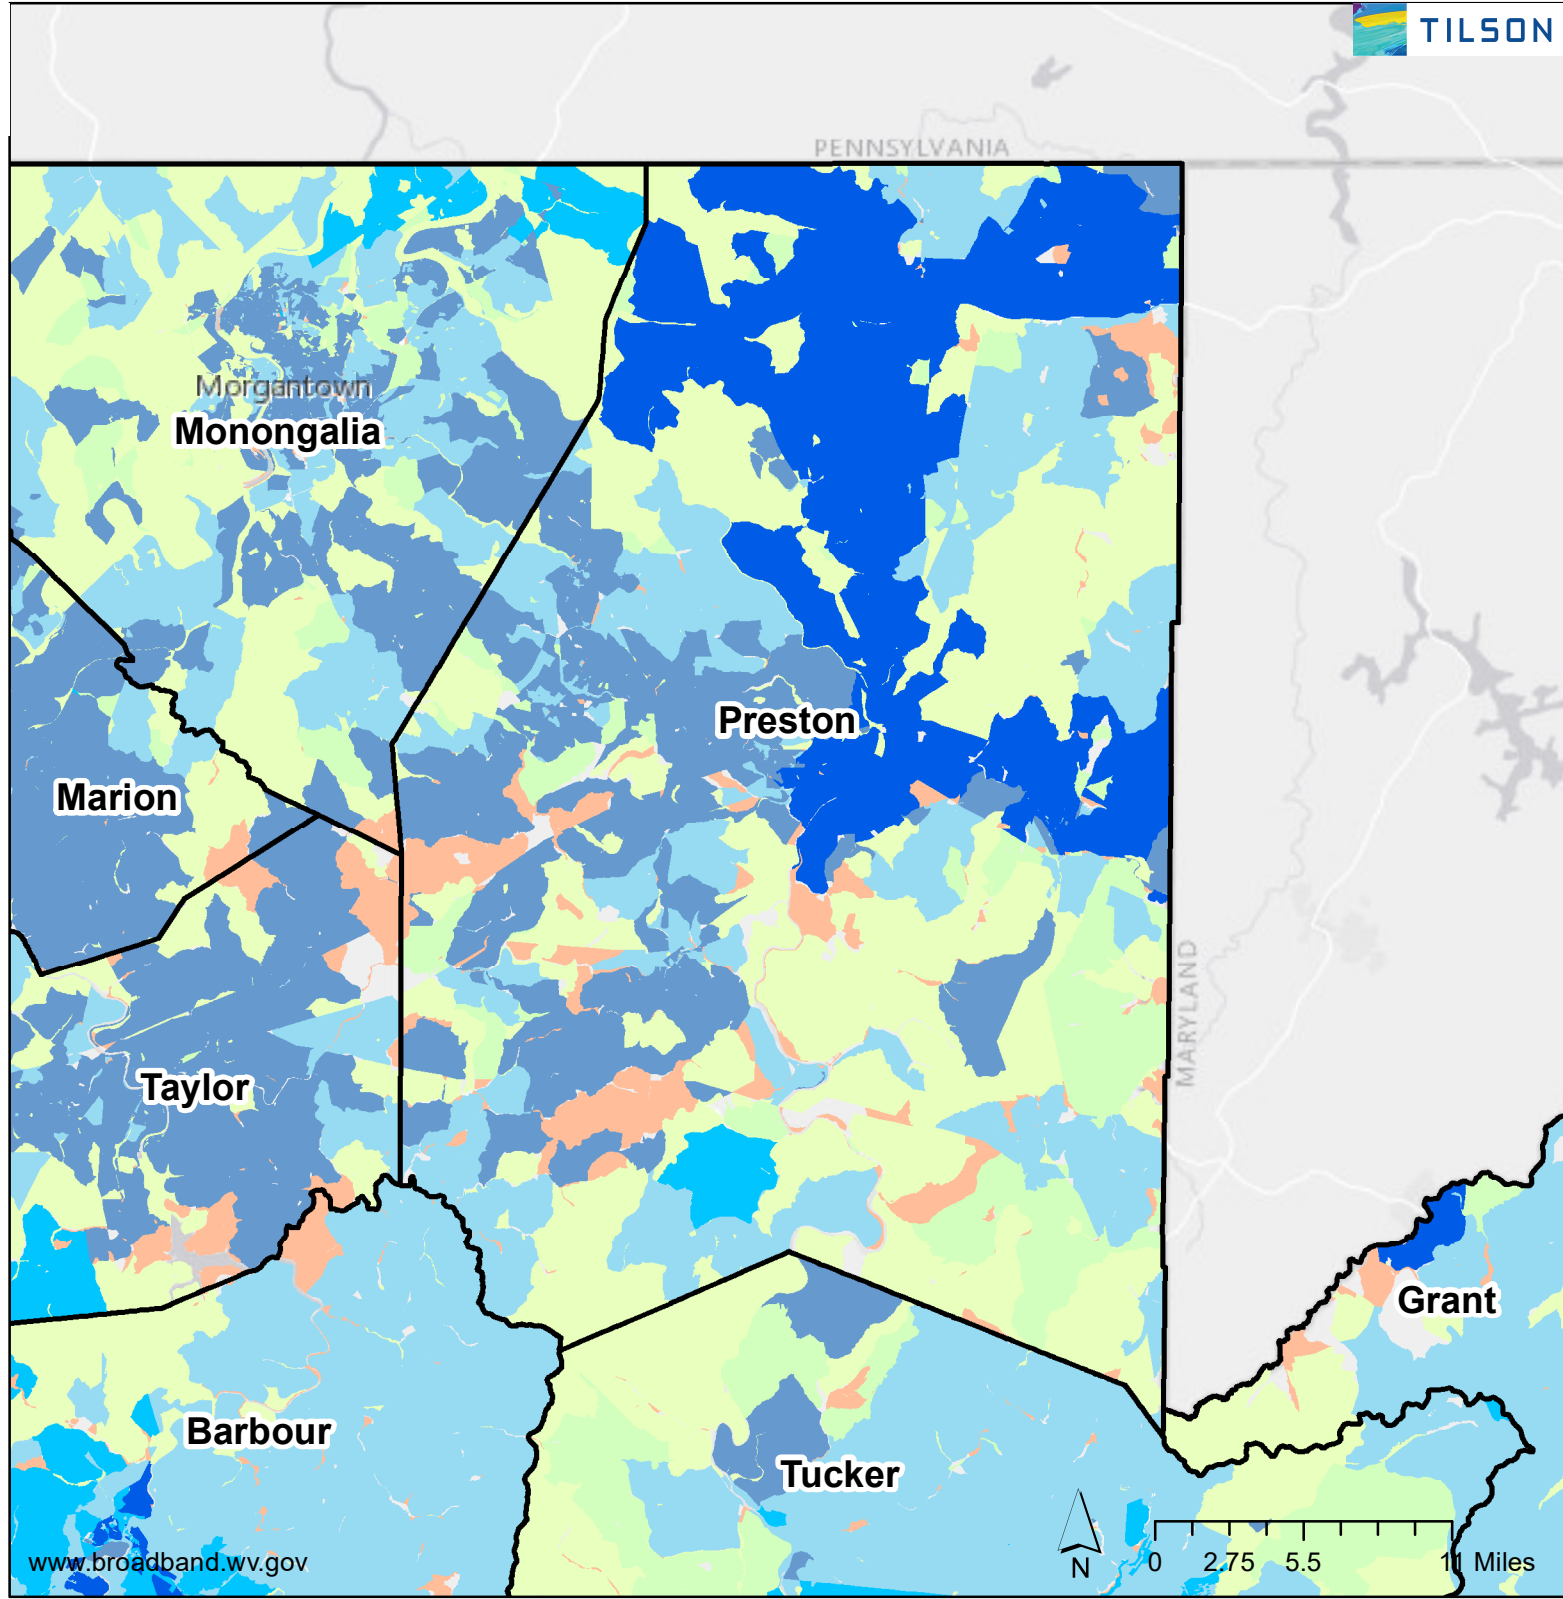 TILSON
PENNSYLVANIA
Morgantown
Monongalia
Preston
Marion
MARYLAND
Taylor
Grant
Barbour
Tucker
www.broadband.wv.gov
N
0 2.75 5.5 11 Miles